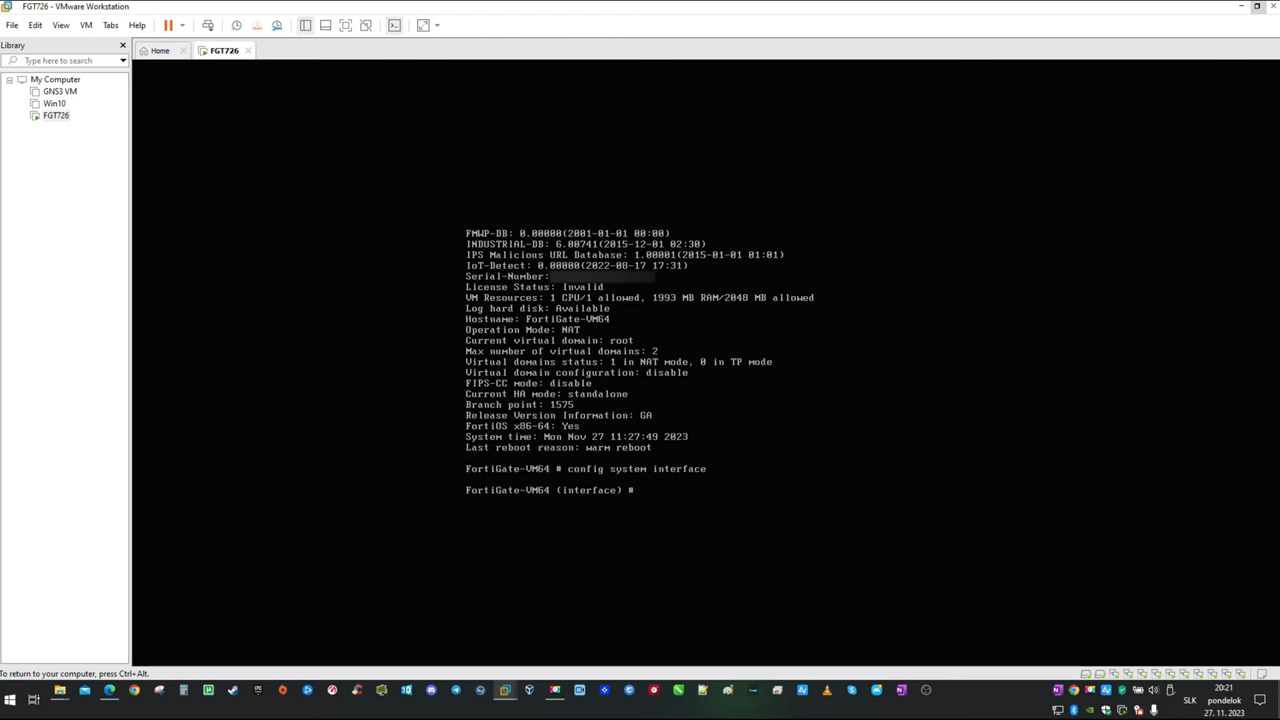 FGT726 - VMware Workstation
File Edit View VM Tabs Help
Library
Type here to search
My Computer
GNS3 VM
Win10
FGT726
Home
FGT726
FMWP-DB: 0.00000(2001-01-01 00:00)
INDUSTRIAL-DB: 6.00741(2015-12-01 02:30)
IPS Malicious URL Database: 1.00001(2015-01-01 01:01)
IoT-Detect: 0.00000(2022-08-17 17:31)
Serial-Number:
License Status: Invalid
VM Resources: 1 CPU/1 allowed, 1993 MB RAM/2048 MB allowed
Log hard disk: Available
Hostname: FortiGate-VM64
Operation Mode: NAT
Current virtual domain: root
Max number of virtual domains: 2
Virtual domains status: 1 in NAT mode, 0 in TP mode
Virtual domain configuration: disable
FIPS-CC mode: disable
Current HA mode: standalone
Branch point: 1575
Release Version Information: GA
FortiOS x86-64: Yes
System time: Mon Nov 27 11:27:49 2023
Last reboot reason: warm reboot
FortiGate-VM64 # config system interface
FortiGate-VM64 (interface) #
To return to your computer, press Ctrl+Alt.
20:21
SLK pondelok
27. 11. 2023